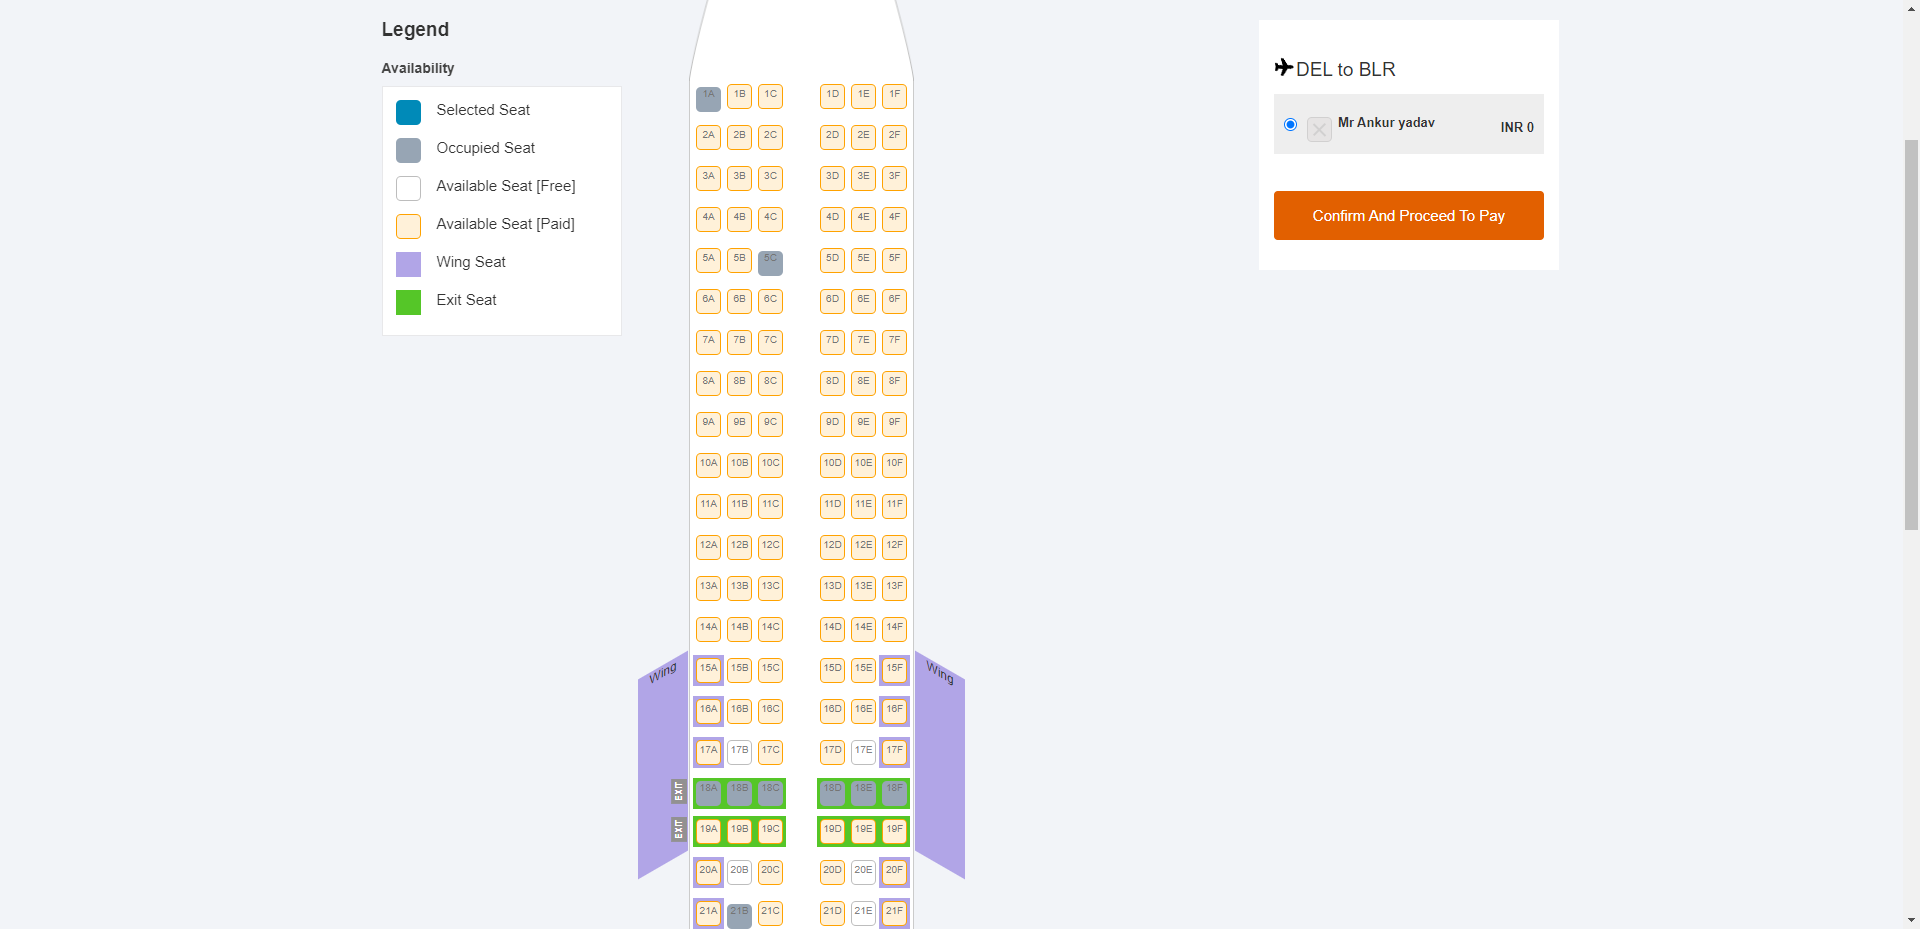 Legend
Availability
Selected Seat
Occupied Seat
Available Seat [Free]
Available Seat [Paid]
Wing Seat
Exit Seat
1A 1B 1C 1D 1E 1F
2A 2B 2C 2D 2E 2F
3A 3B 3C 3D 3E 3F
4A 4B 4C 4D 4E 4F
5A 5B 5C 5D 5E 5F
6A 6B 6C 6D 6E 6F
7A 7B 7C 7D 7E 7F
8A 8B 8C 8D 8E 8F
9A 9B 9C 9D 9E 9F
10A 10B 10C 10D 10E 10F
11A 11B 11C 11D 11E 11F
12A 12B 12C 12D 12E 12F
13A 13B 13C 13D 13E 13F
14A 14B 14C 14D 14E 14F
Wing 15A 15B 15C 15D 15E 15F Wing
16A 16B 16C 16D 16E 16F
17A 17B 17C 17D 17E 17F
EXIT 18A 18B 18C 18D 18E 18F
EXIT 19A 19B 19C 19D 19E 19F
20A 20B 20C 20D 20E 20F
21A 21B 21C 21D 21E 21F
DEL to BLR
Mr Ankur yadav INR 0
Confirm And Proceed To Pay